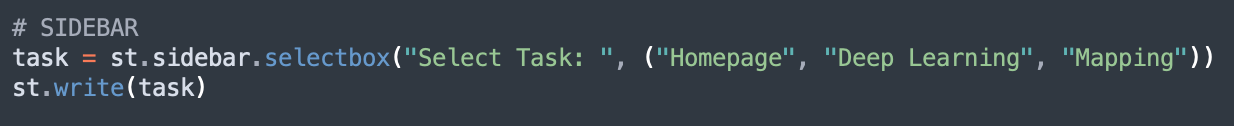 # SIDEBAR
task = st.sidebar.selectbox("Select Task: ", ("Homepage", "Deep Learning", "Mapping"))
st.write(task)